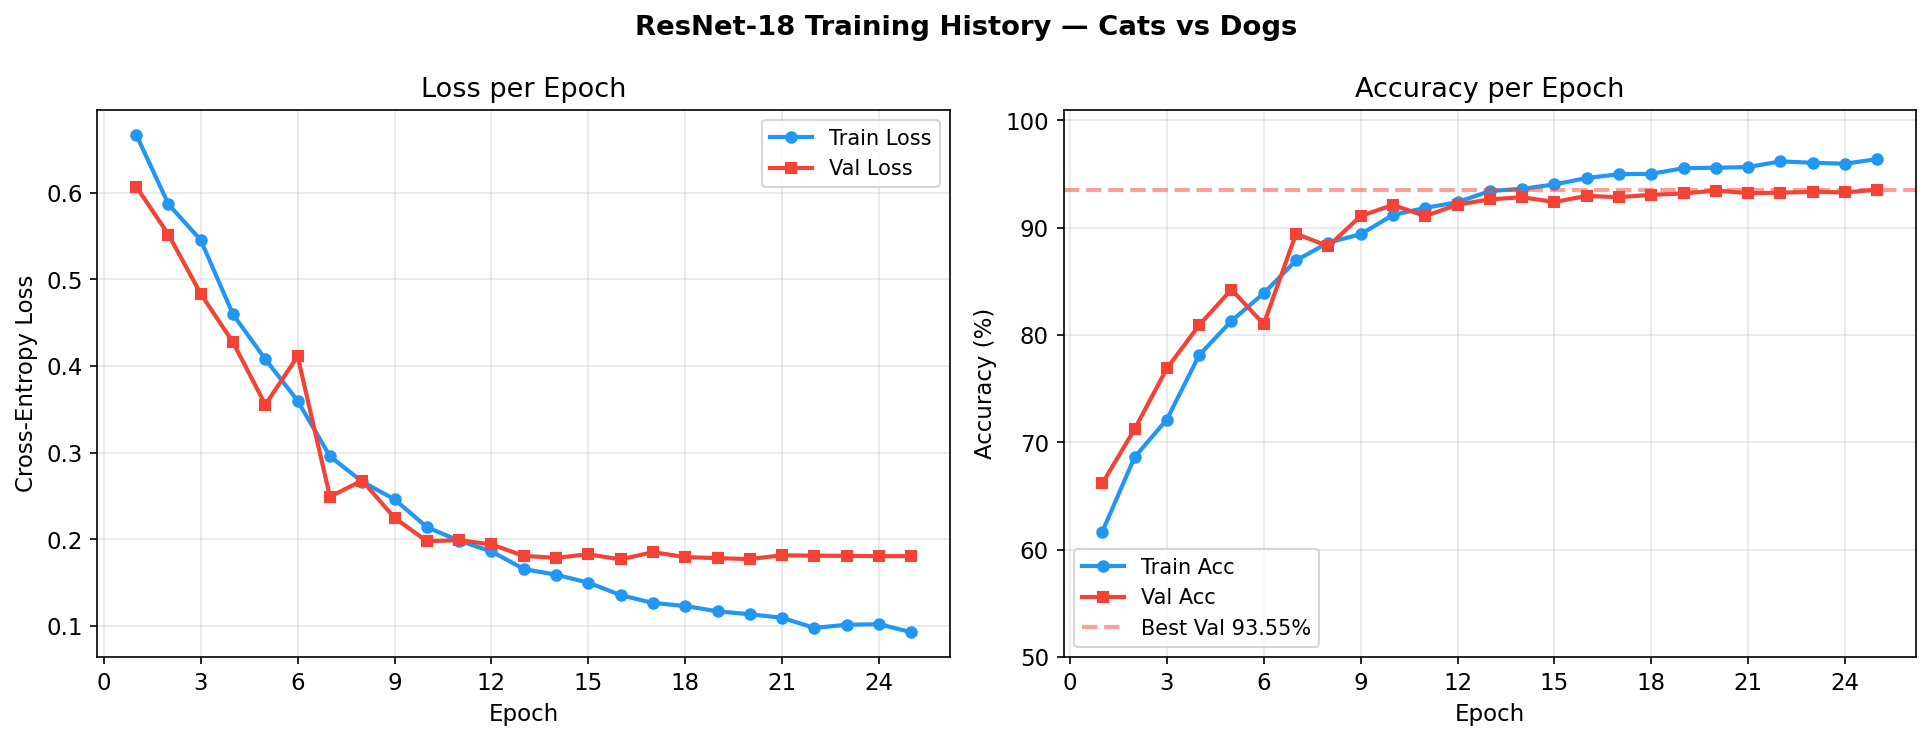 ResNet-18 Training History — Cats vs Dogs
Loss per Epoch
Train Loss
Val Loss
0.6
0.5
0.4
0.3
0.2
0.1
Cross-Entropy Loss
0 3 6 9 12 15 18 21 24
Epoch
Accuracy per Epoch
100
90
80
70
60
50
Accuracy (%)
Train Acc
Val Acc
Best Val 93.55%
0 3 6 9 12 15 18 21 24
Epoch